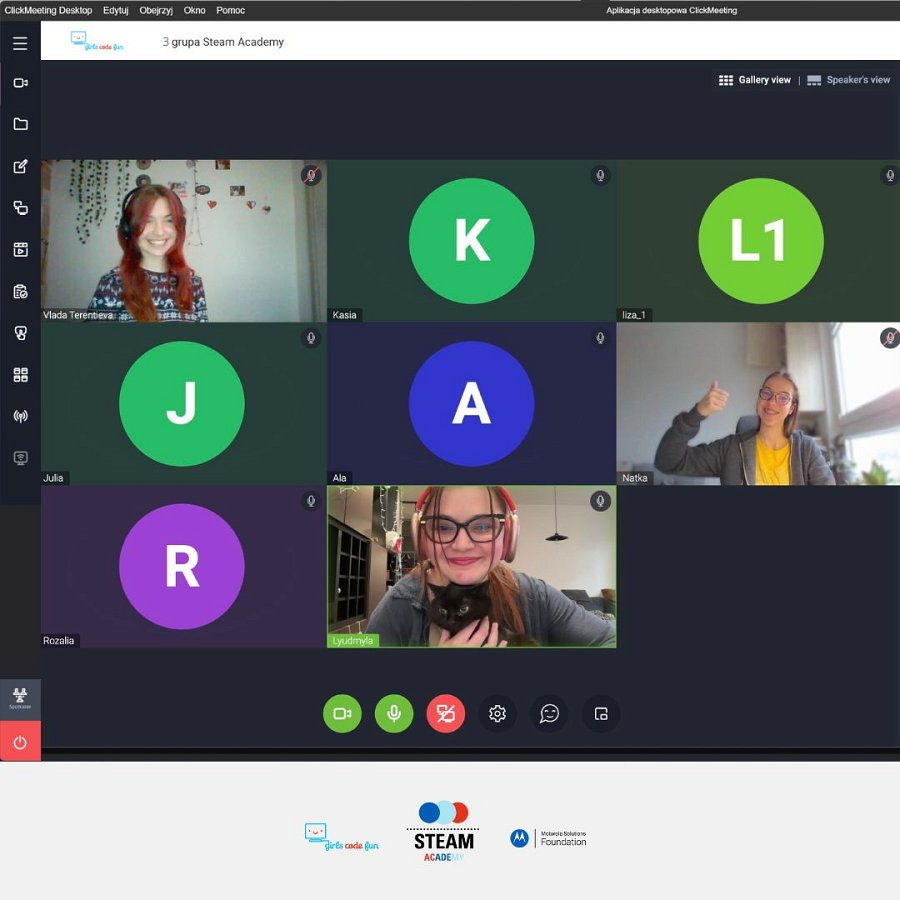 ClickMeeting Desktop Edytuj Obejrzyj Okno Pomoc
Aplikacja desktopowa ClickMeeting
girls code fun
3 grupa Steam Academy
Gallery view | Speaker's view
K
L1
Vlada Terentieva
Kasia
liza_1
J
A
Julia
Ala
Natka
R
Rozalia
Lyudmyla
Spotkanie
girls code fun
STEAM
ACADEMY
Motorola Solutions
Foundation